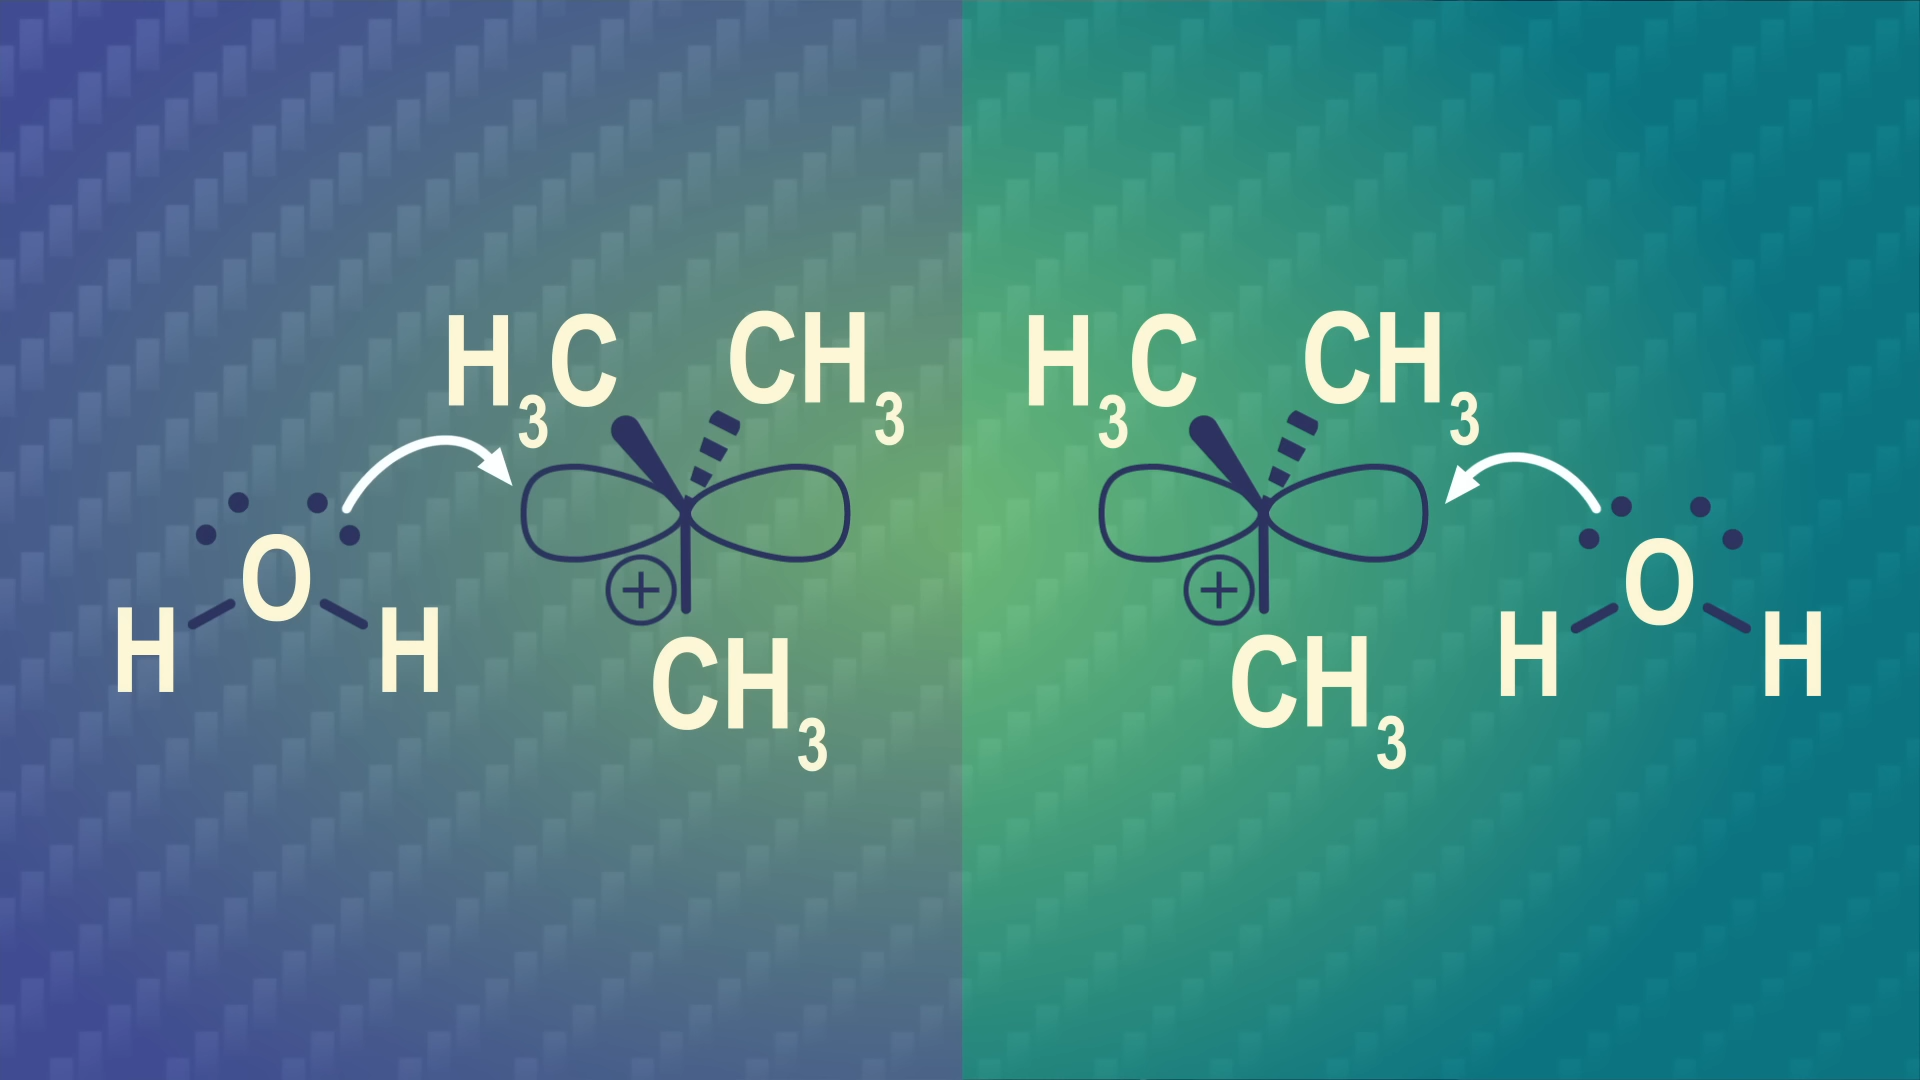 H₃C CH₃ H₃C CH₃
O ⊕ ⊕ O
H H H H
CH₃ CH₃